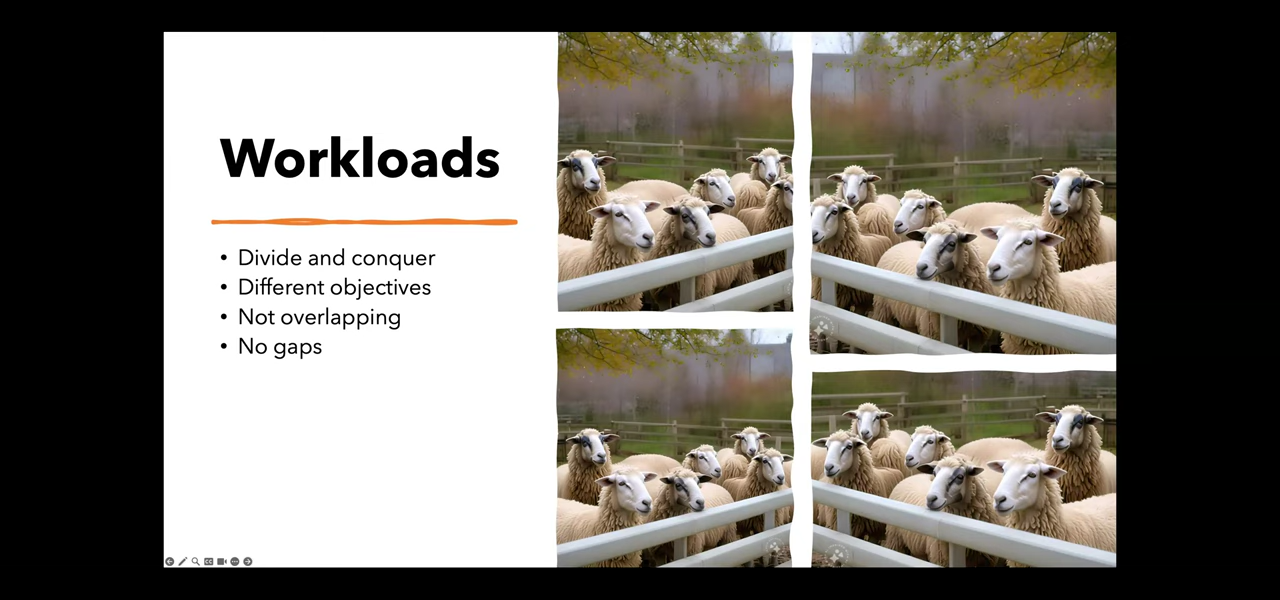 Workloads
• Divide and conquer
• Different objectives
• Not overlapping
• No gaps